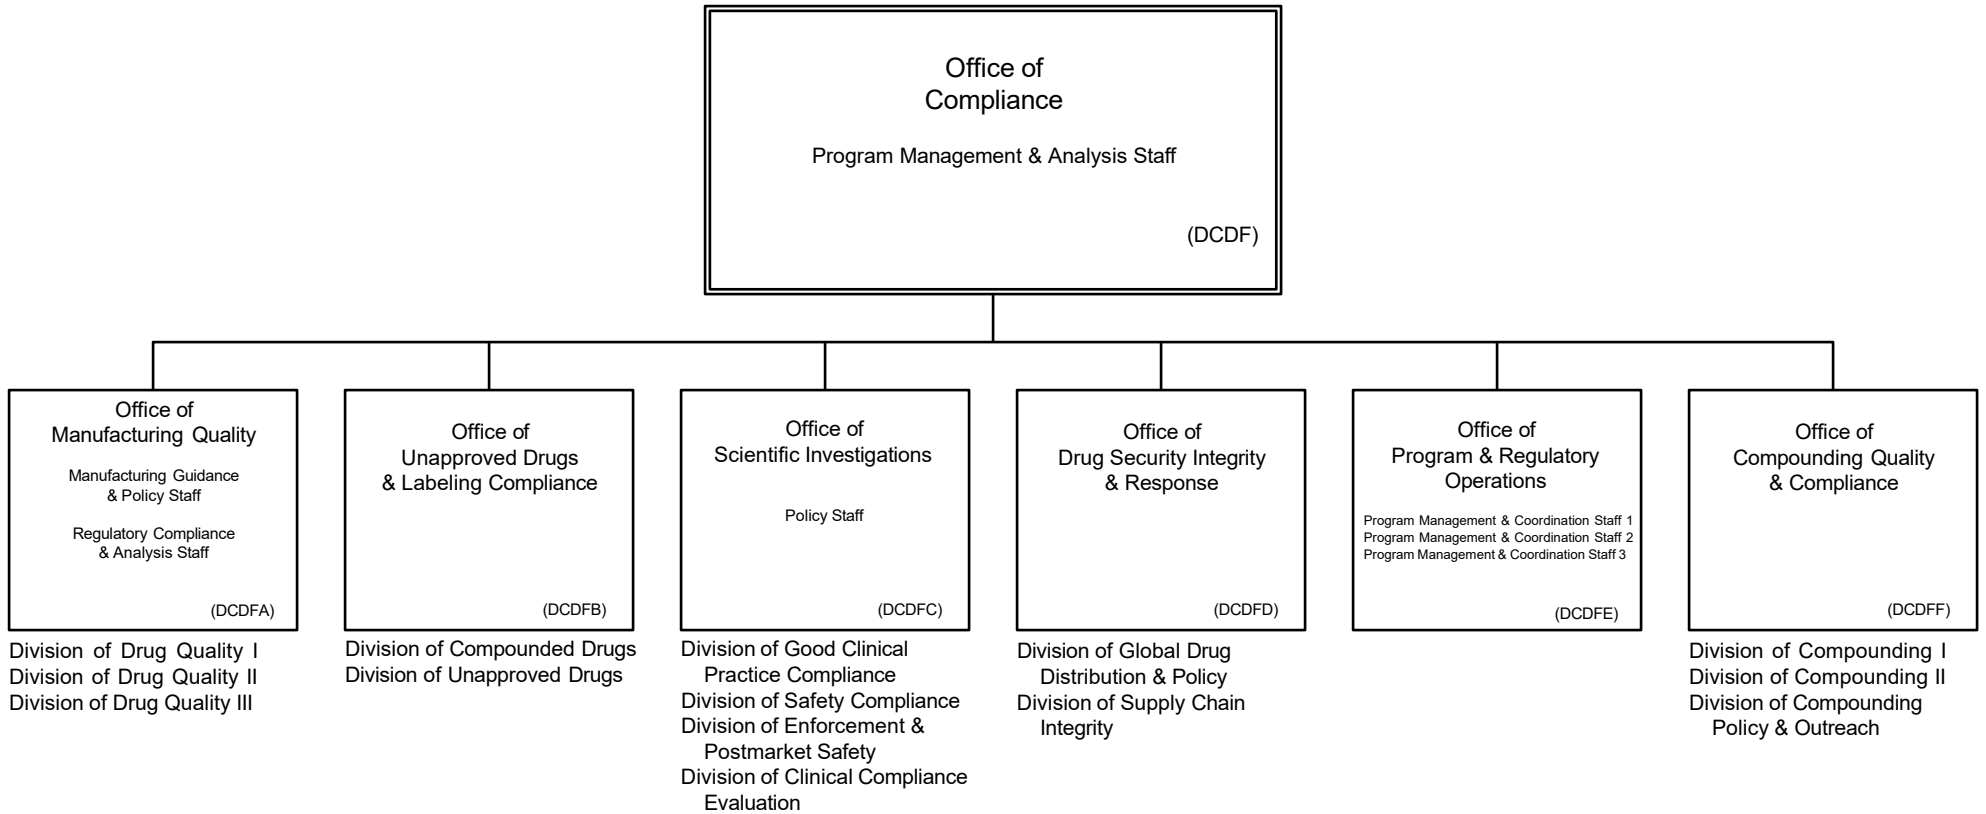 Office of
Compliance
Program Management & Analysis Staff
(DCDF)
Office of
Manufacturing Quality
Manufacturing Guidance
& Policy Staff
Regulatory Compliance
& Analysis Staff
(DCDFA)
Division of Drug Quality I
Division of Drug Quality II
Division of Drug Quality III
Office of
Unapproved Drugs
& Labeling Compliance
(DCDFB)
Division of Compounded Drugs
Division of Unapproved Drugs
Office of
Scientific Investigations
Policy Staff
(DCDFC)
Division of Good Clinical
Practice Compliance
Division of Safety Compliance
Division of Enforcement &
Postmarket Safety
Division of Clinical Compliance
Evaluation
Office of
Drug Security Integrity
& Response
(DCDFD)
Division of Global Drug
Distribution & Policy
Division of Supply Chain
Integrity
Office of
Program & Regulatory
Operations
Program Management & Coordination Staff 1
Program Management & Coordination Staff 2
Program Management & Coordination Staff 3
(DCDFE)
Office of
Compounding Quality
& Compliance
(DCDFF)
Division of Compounding I
Division of Compounding II
Division of Compounding
Policy & Outreach